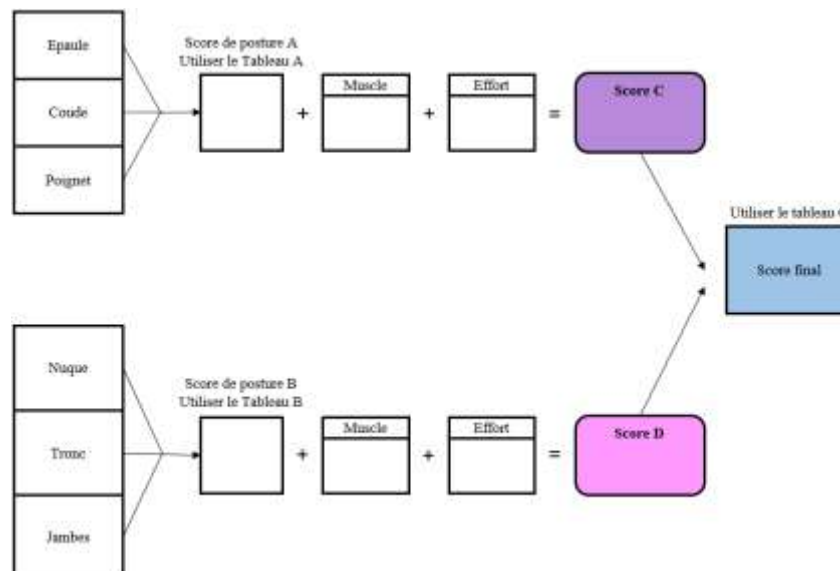 Epaule
Coude
Poignet
Score de posture A
Utiliser le Tableau A
+
Muscle
+
Effort
=
Score C
Utiliser le tableau
Score final
Nuque
Tronc
Jambes
Score de posture B
Utiliser le Tableau B
+
Muscle
+
Effort
=
Score D